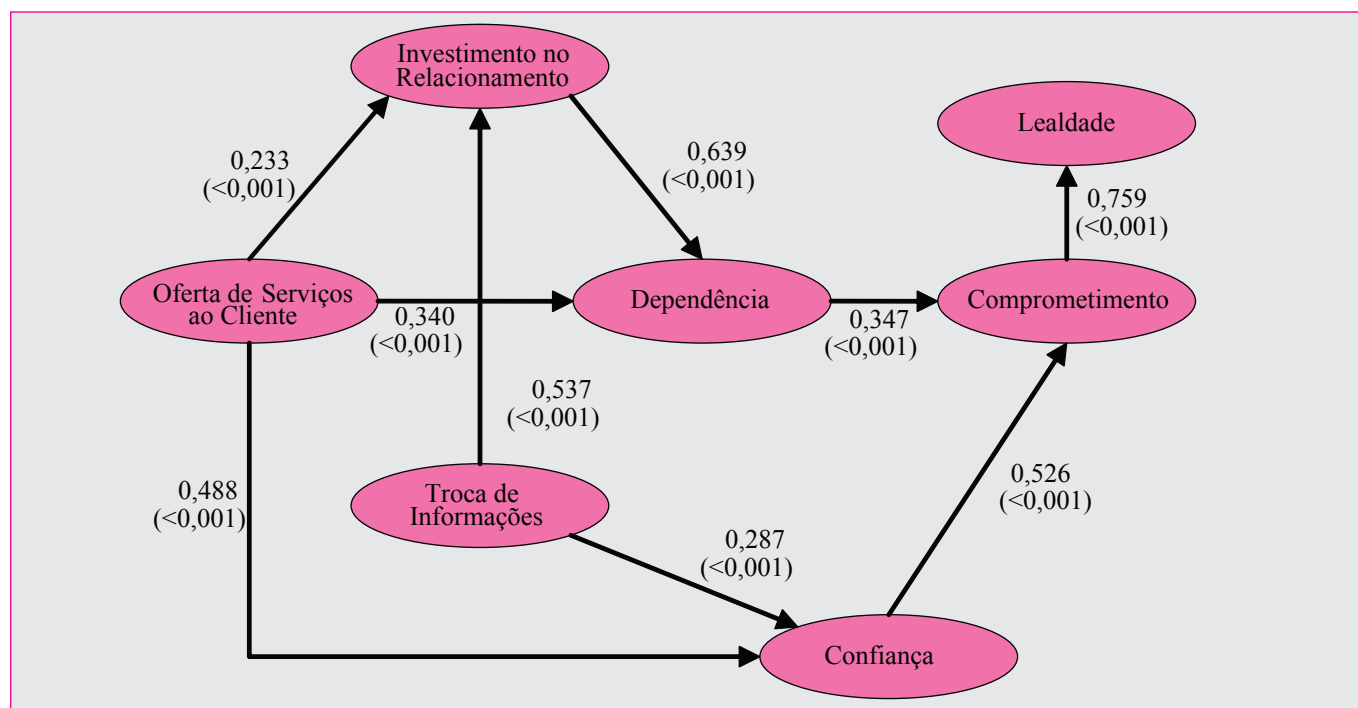 Investimento no
Relacionamento
Lealdade
0,233
(<0,001)
0,639
(<0,001)
0,759
(<0,001)
Oferta de Serviços
ao Cliente
Dependência
Comprometimento
0,340
(<0,001)
0,347
(<0,001)
0,537
(<0,001)
0,488
(<0,001)
Troca de
Informações
0,526
(<0,001)
0,287
(<0,001)
Confiança